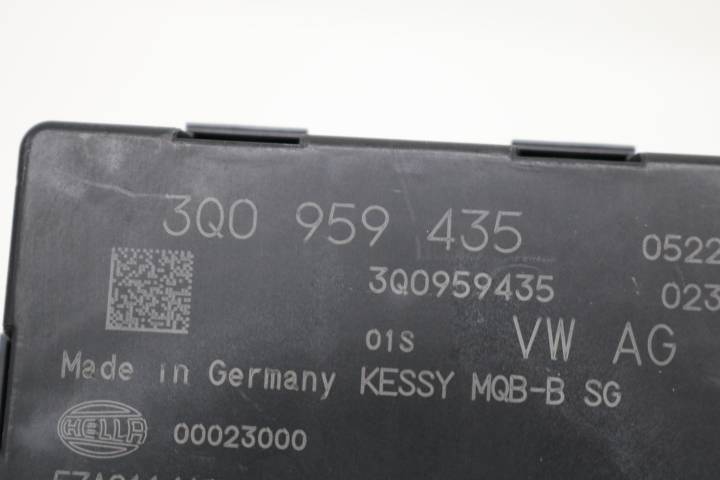 3Q0 959 435
0522
3Q0959435
023
01S VW AG
Made in Germany KESSY MQB-B SG
HELLA 00023000